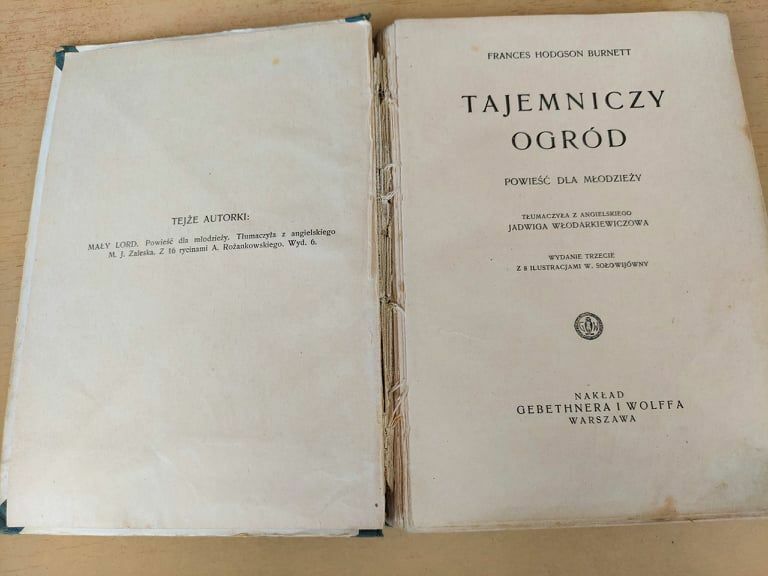 TEJŻE AUTORKI:
MAŁY LORD. Powieść dla młodzieży. Tłumaczyła z angielskiego
M. J. Zaleska. Z 16 rycinami A. Rożankowskiego. Wyd. 6.
FRANCES HODGSON BURNETT
TAJEMNICZY
OGRÓD
POWIEŚĆ DLA MŁODZIEŻY
TŁUMACZYŁA Z ANGIELSKIEGO
JADWIGA WŁODARKIEWICZOWA
WYDANIE TRZECIE
Z 8 ILUSTRACJAMI W. SOŁOWIJÓWNY
G W
NAKŁAD
GEBETHNERA I WOLFFA
WARSZAWA